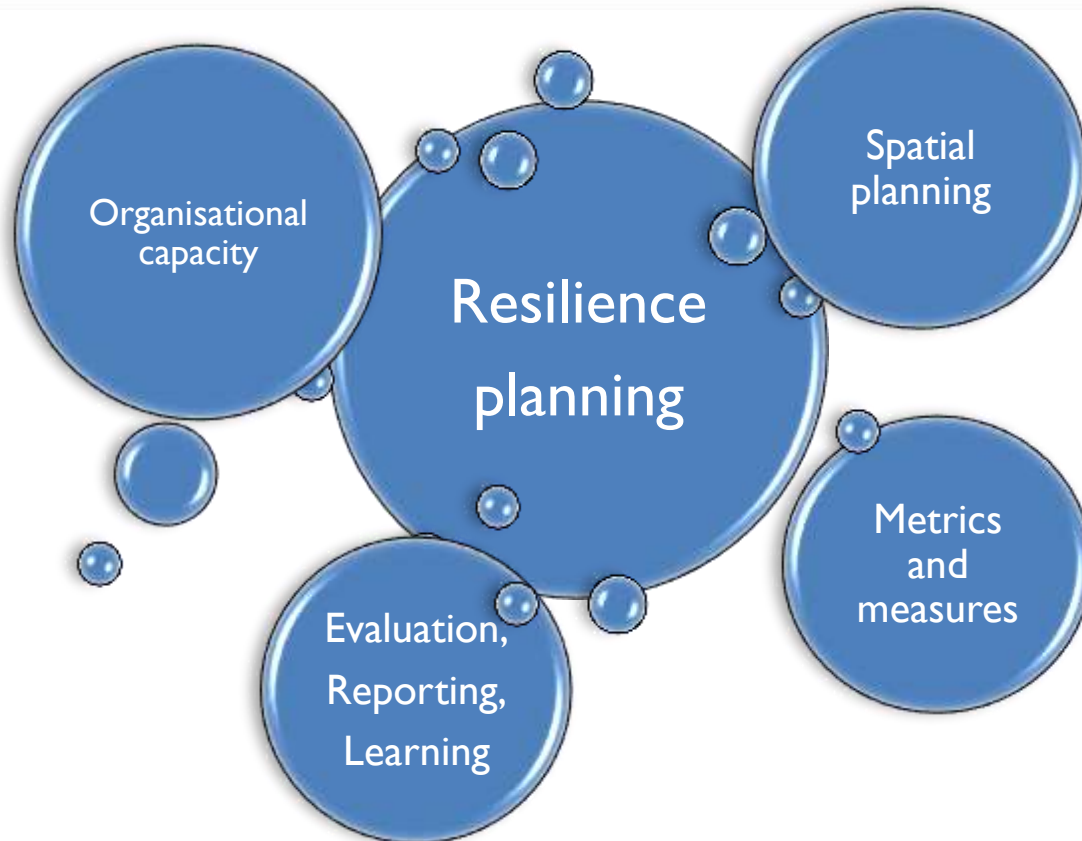 Organisational
capacity
Spatial
planning
Resilience
planning
Metrics
and
measures
Evaluation,
Reporting,
Learning